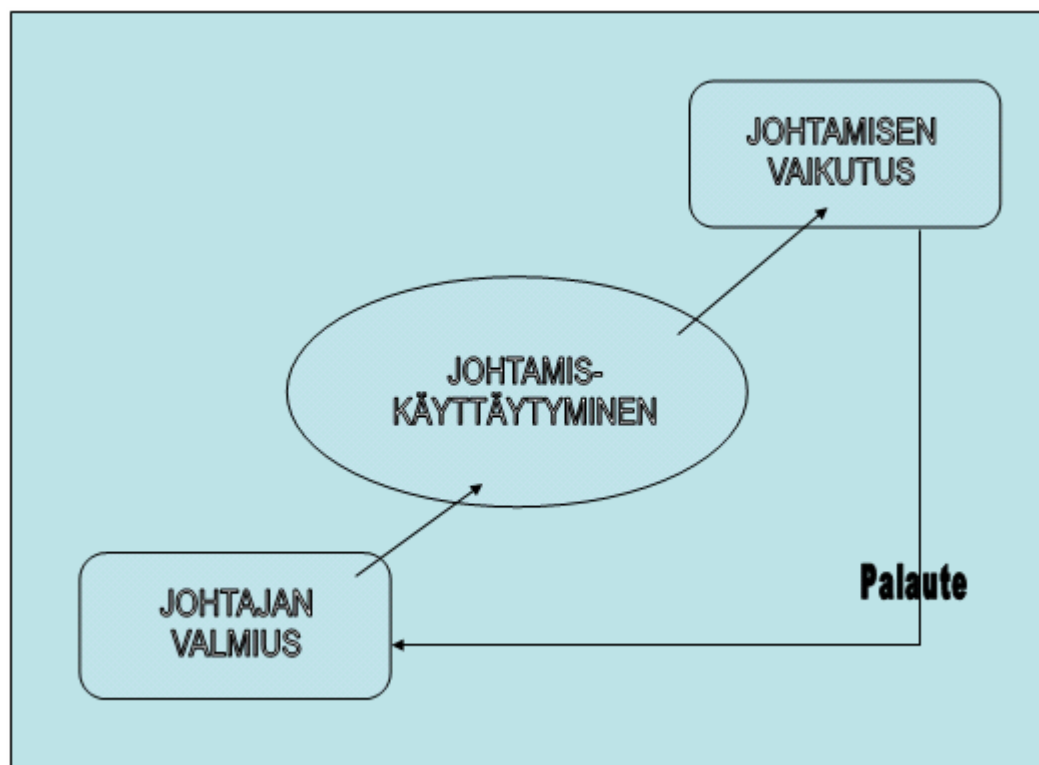 JOHTAMISEN
VAIKUTUS
JOHTAMIS-
KÄYTTÄYTYMINEN
Palaute
JOHTAJAN
VALMIUS